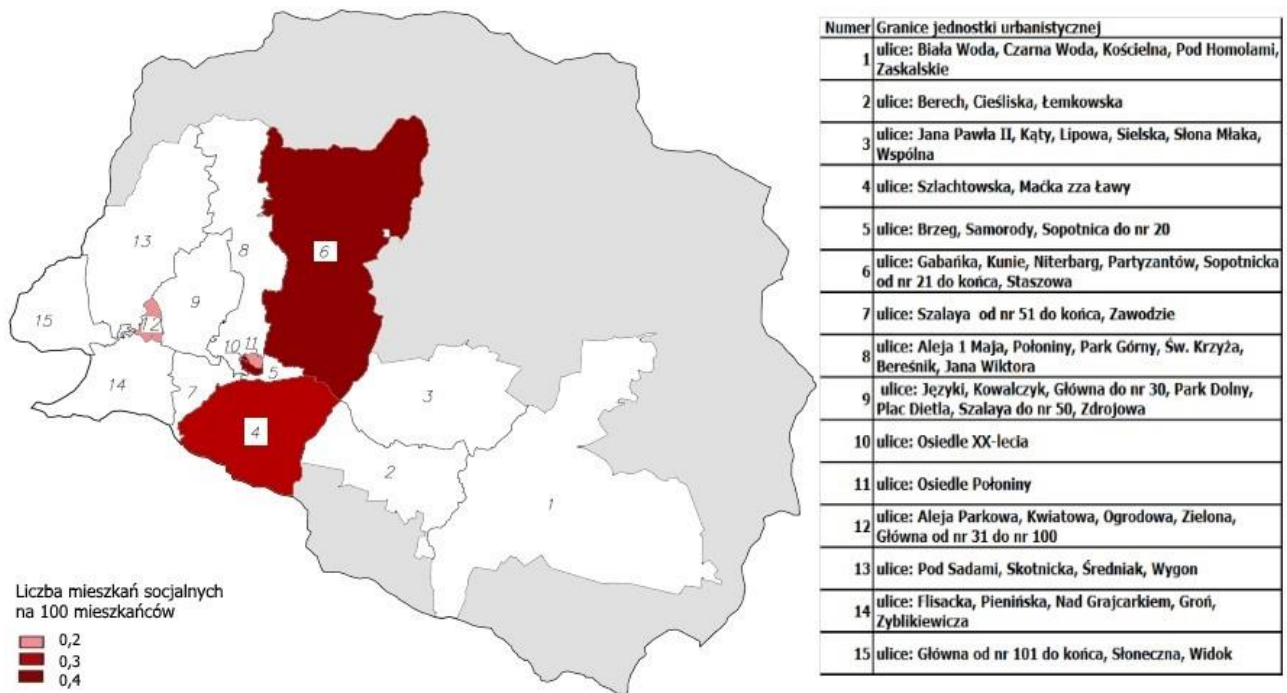 13
8
6
9
15
12
10
11
5
14
7
3
4
2
1
Liczba mieszkań socjalnych
na 100 mieszkańców
0,2
0,3
0,4
Numer Granice jednostki urbanistycznej
1 ulice: Biała Woda, Czarna Woda, Kościelna, Pod Homolami,
Zaskalskie
2 ulice: Berech, Cieśliska, Łemkowska
3 ulice: Jana Pawła II, Kąty, Lipowa, Sielska, Słona Młaka,
Wspólna
4 ulice: Szlachtowska, Maćka zza Ławy
5 ulice: Brzeg, Samorody, Sopotnica do nr 20
6 ulice: Gabańka, Kunie, Niterbarg, Partyzantów, Sopotnicka
od nr 21 do końca, Staszowa
7 ulice: Szalaya od nr 51 do końca, Zawodzie
8 ulice: Aleja 1 Maja, Połoniny, Park Górny, Św. Krzyża,
Bereśnik, Jana Wiktora
9 ulice: Języki, Kowalczyk, Główna do nr 30, Park Dolny,
Plac Dietla, Szalaya do nr 50, Zdrojowa
10 ulice: Osiedle XX-lecia
11 ulice: Osiedle Połoniny
12 ulice: Aleja Parkowa, Kwiatowa, Ogrodowa, Zielona,
Główna od nr 31 do nr 100
13 ulice: Pod Sadami, Skotnicka, Średniak, Wygon
14 ulice: Flisacka, Pienińska, Nad Grajcarkiem, Groń,
Zyblikiewicza
15 ulice: Główna od nr 101 do końca, Słoneczna, Widok